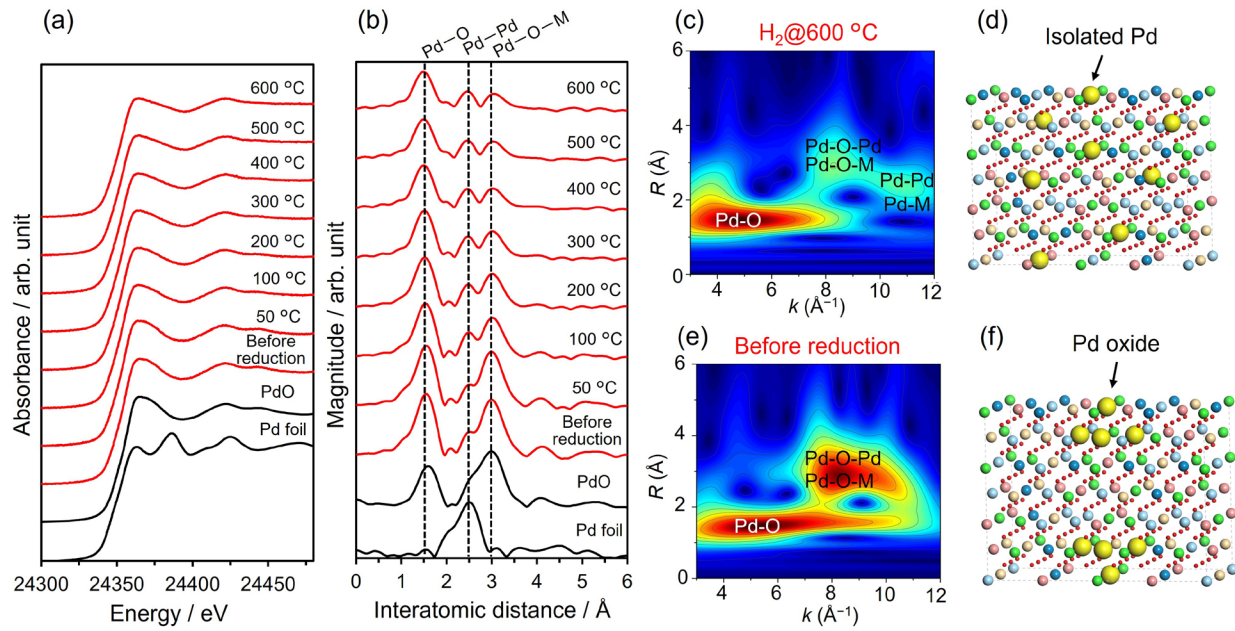 (a)
600 °C
500 °C
400 °C
300 °C
200 °C
100 °C
50 °C
Before
reduction
PdO
Pd foil
Absorbance / arb. unit
24300 24350 24400 24450
Energy / eV
(b)
Pd−O
Pd−Pd
Pd−O−M
600 °C
500 °C
400 °C
300 °C
200 °C
100 °C
50 °C
Before
reduction
PdO
Pd foil
Magnitude / arb. unit
0 1 2 3 4 5 6
Interatomic distance / Å
(c)
H2@600 °C
6
4
2
0
R (Å)
Pd-O-Pd
Pd-O-M
Pd-Pd
Pd-M
Pd-O
4 6 8 10 12
k (Å⁻¹)
(d)
Isolated Pd
(e)
Before reduction
6
4
2
0
R (Å)
Pd-O-Pd
Pd-O-M
Pd-O
4 6 8 10 12
k (Å⁻¹)
(f)
Pd oxide